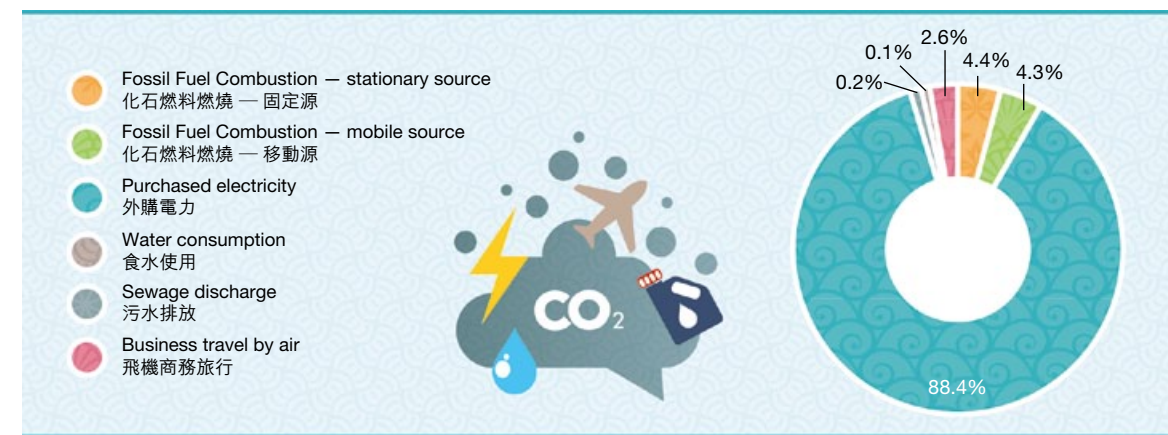 Fossil Fuel Combustion — stationary source
化石燃料燃燒 — 固定源
Fossil Fuel Combustion — mobile source
化石燃料燃燒 — 移動源
Purchased electricity
外購電力
Water consumption
食水使用
Sewage discharge
污水排放
Business travel by air
飛機商務旅行
CO2
0.2%
0.1%
2.6%
4.4%
4.3%
88.4%